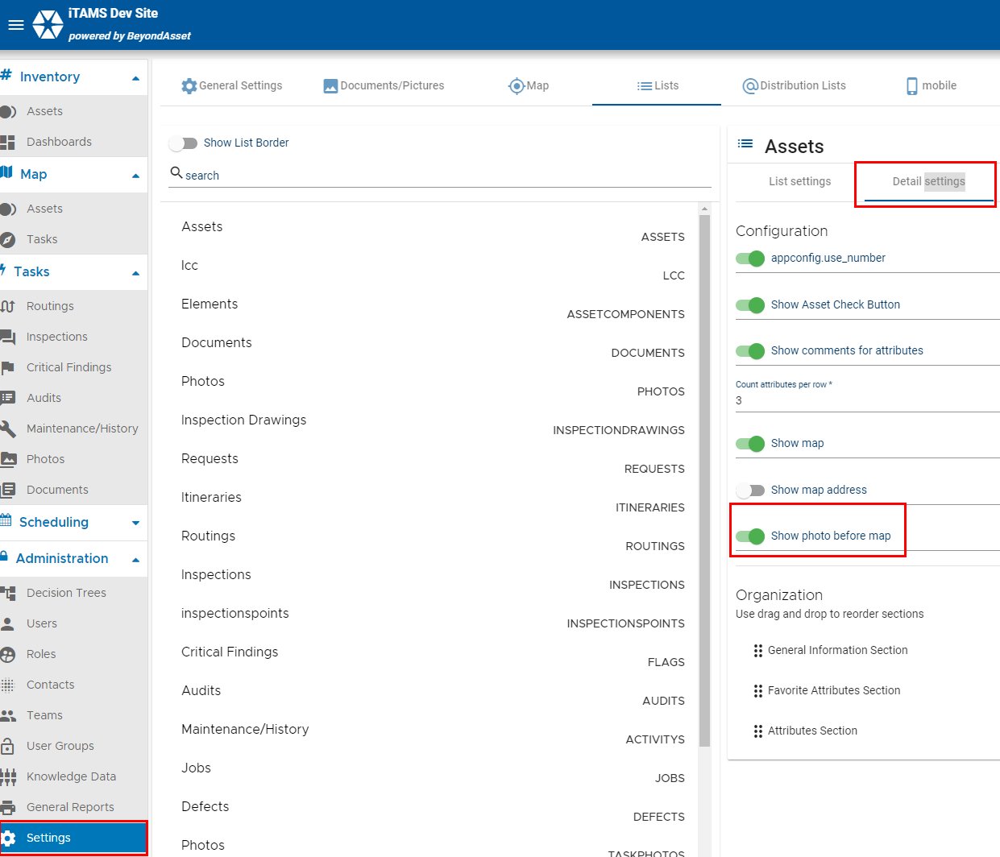 iTAMS Dev Site
powered by BeyondAsset
Inventory
Assets
Dashboards
Map
Assets
Tasks
Tasks
Routings
Inspections
Critical Findings
Audits
Maintenance/History
Photos
Documents
Scheduling
Administration
Decision Trees
Users
Roles
Contacts
Teams
User Groups
Knowledge Data
General Reports
Settings
General Settings
Documents/Pictures
Map
Lists
Distribution Lists
mobile
Show List Border
search
Assets
ASSETS
lcc
LCC
Elements
ASSETCOMPONENTS
Documents
DOCUMENTS
Photos
PHOTOS
Inspection Drawings
INSPECTIONDRAWINGS
Requests
REQUESTS
Itineraries
ITINERARIES
Routings
ROUTINGS
Inspections
INSPECTIONS
inspectionspoints
INSPECTIONSPOINTS
Critical Findings
FLAGS
Audits
AUDITS
Maintenance/History
ACTIVITYS
Jobs
JOBS
Defects
DEFECTS
Photos
TASKPHOTOS
Assets
List settings
Detail settings
Configuration
appconfig.use_number
Show Asset Check Button
Show comments for attributes
Count attributes per row *
3
Show map
Show map address
Show photo before map
Organization
Use drag and drop to reorder sections
General Information Section
Favorite Attributes Section
Attributes Section